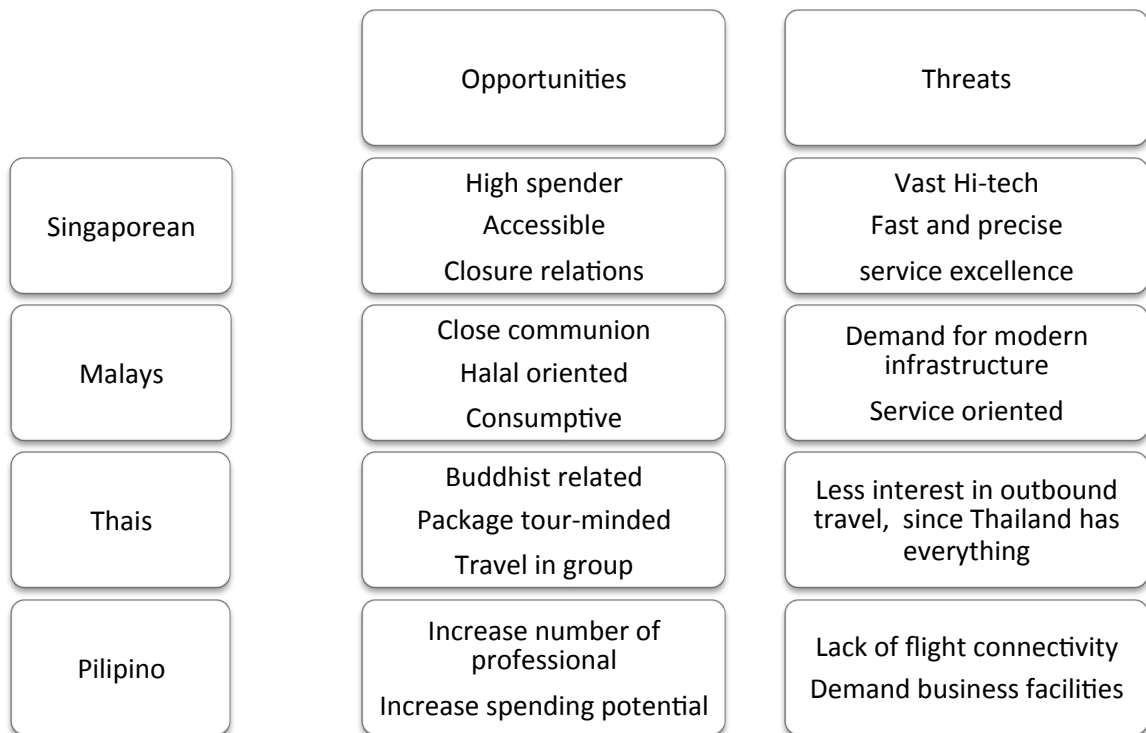 Opportunities
Threats
Singaporean
High spender
Accessible
Closure relations
Vast Hi-tech
Fast and precise
service excellence
Malays
Close communion
Halal oriented
Consumptive
Demand for modern
infrastructure
Service oriented
Thais
Buddhist related
Package tour-minded
Travel in group
Less interest in outbound
travel, since Thailand has
everything
Pilipino
Increase number of
professional
Increase spending potential
Lack of flight connectivity
Demand business facilities